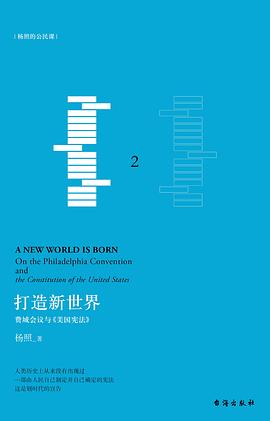 | 杨照的公民课 |
2
A NEW WORLD IS BORN
On the Philadelphia Convention
and
the Constitution of the United States
打造新世界
费城会议与《美国宪法》
杨照_著
人类历史上从来没有出现过
一部由人民自己制定并自己确定的宪法
这是划时代的宣告
台海出版社